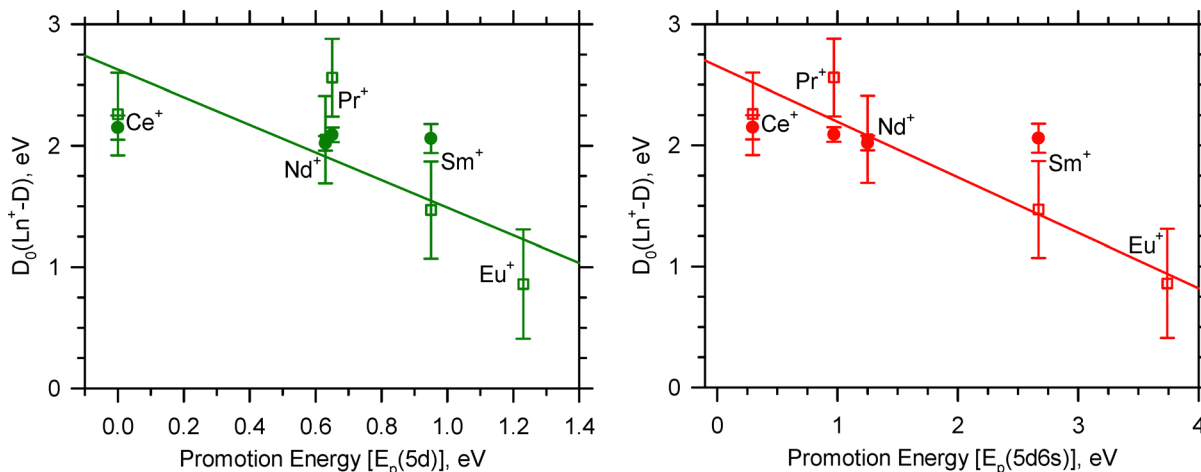 3
2
1
0
D₀(Ln⁺-D), eV
Ce⁺
Pr⁺
Nd⁺
Sm⁺
Eu⁺
0.0 0.2 0.4 0.6 0.8 1.0 1.2 1.4
Promotion Energy [Eₚ(5d)], eV
3
2
1
0
D₀(Ln⁺-D), eV
Pr⁺
Ce⁺
Nd⁺
Sm⁺
Eu⁺
0 1 2 3 4
Promotion Energy [Eₚ(5d6s)], eV